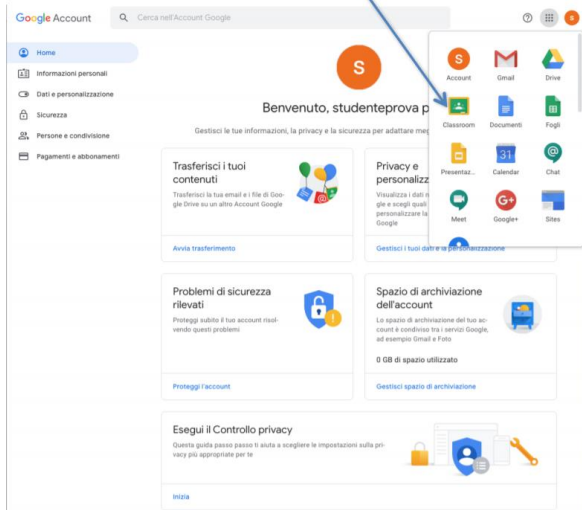 Google Account
Cerca nell'Account Google
S
Home
Informazioni personali
Dati e personalizzazione
Sicurezza
Persone e condivisione
Pagamenti e abbonamenti
S
Benvenuto, studenteprova p
Gestisci le tue informazioni, la privacy e la sicurezza per adattare meg
S
Account
Gmail
Drive
Classroom
Documenti
Fogli
Presentaz...
31
Calendar
Chat
Meet
G+
Google+
Sites
Trasferisci i tuoi
contenuti
Trasferisci la tua email e i file di Goo-
gle Drive su un altro Account Google
Avvia trasferimento
Privacy e
personalizz
Visualizza i dati n
gle e scegli quali
personalizzare la
Google
Gestisci i tuoi dati e la personalizzazione
Problemi di sicurezza
rilevati
Proteggi subito il tuo account risol-
vendo questi problemi
Proteggi l'account
Spazio di archiviazione
dell'account
Lo spazio di archiviazione del tuo ac-
count è condiviso tra i servizi Google,
ad esempio Gmail e Foto
0 GB di spazio utilizzato
Gestisci spazio di archiviazione
Esegui il Controllo privacy
Questa guida passo passo ti aiuta a scegliere le impostazioni sulla pri-
vacy più appropriate per te
Inizia